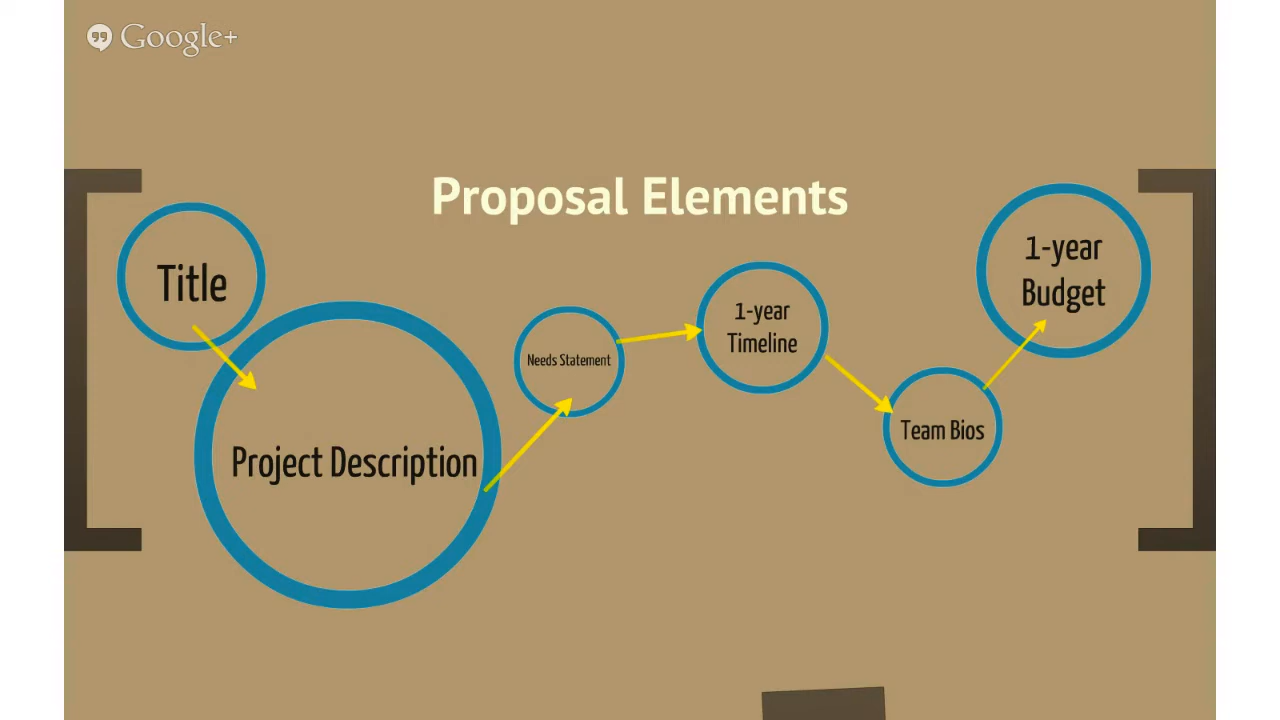 Google+
Proposal Elements
Title
Project Description
Needs Statement
1-year
Timeline
Team Bios
1-year
Budget